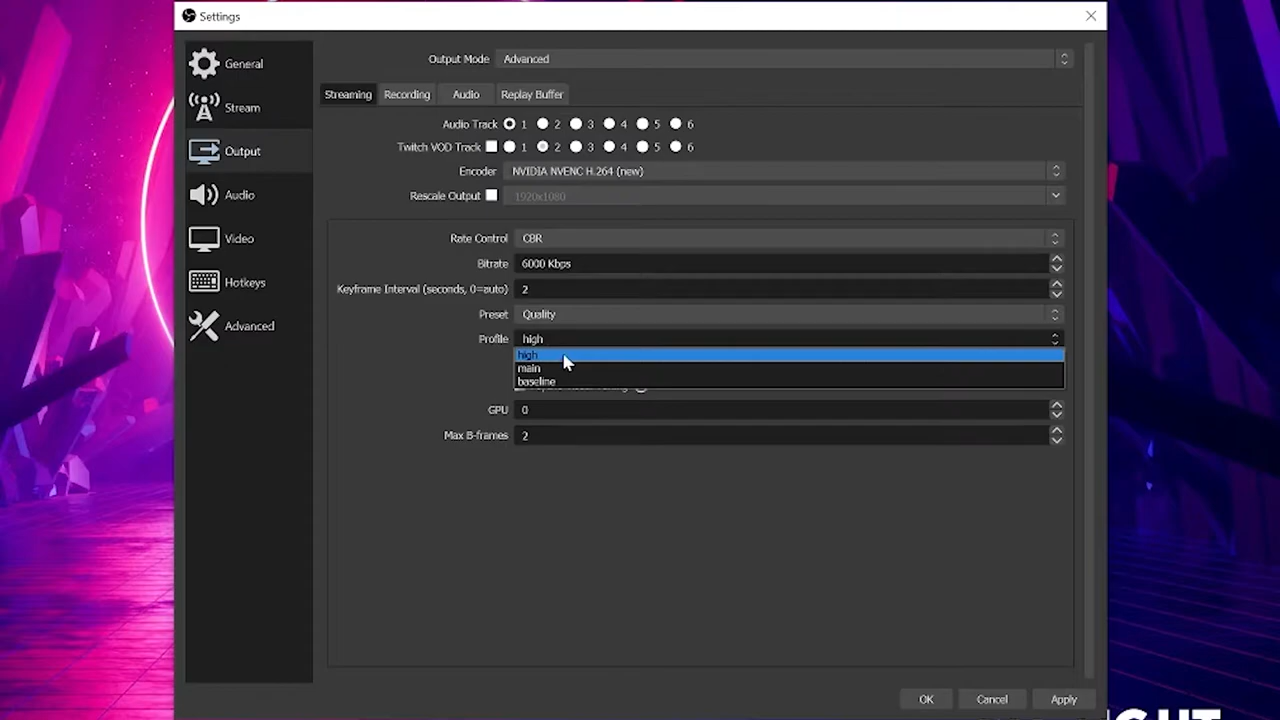 Settings
General
Stream
Output
Audio
Video
Hotkeys
Advanced
Output Mode Advanced
Streaming Recording Audio Replay Buffer
Audio Track 1 2 3 4 5 6
Twitch VOD Track 1 2 3 4 5 6
Encoder NVIDIA NVENC H.264 (new)
Rescale Output 1920x1080
Rate Control CBR
Bitrate 6000 Kbps
Keyframe Interval (seconds, 0=auto) 2
Preset Quality
Profile high
high
main
baseline
GPU 0
Max B-frames 2
OK Cancel Apply